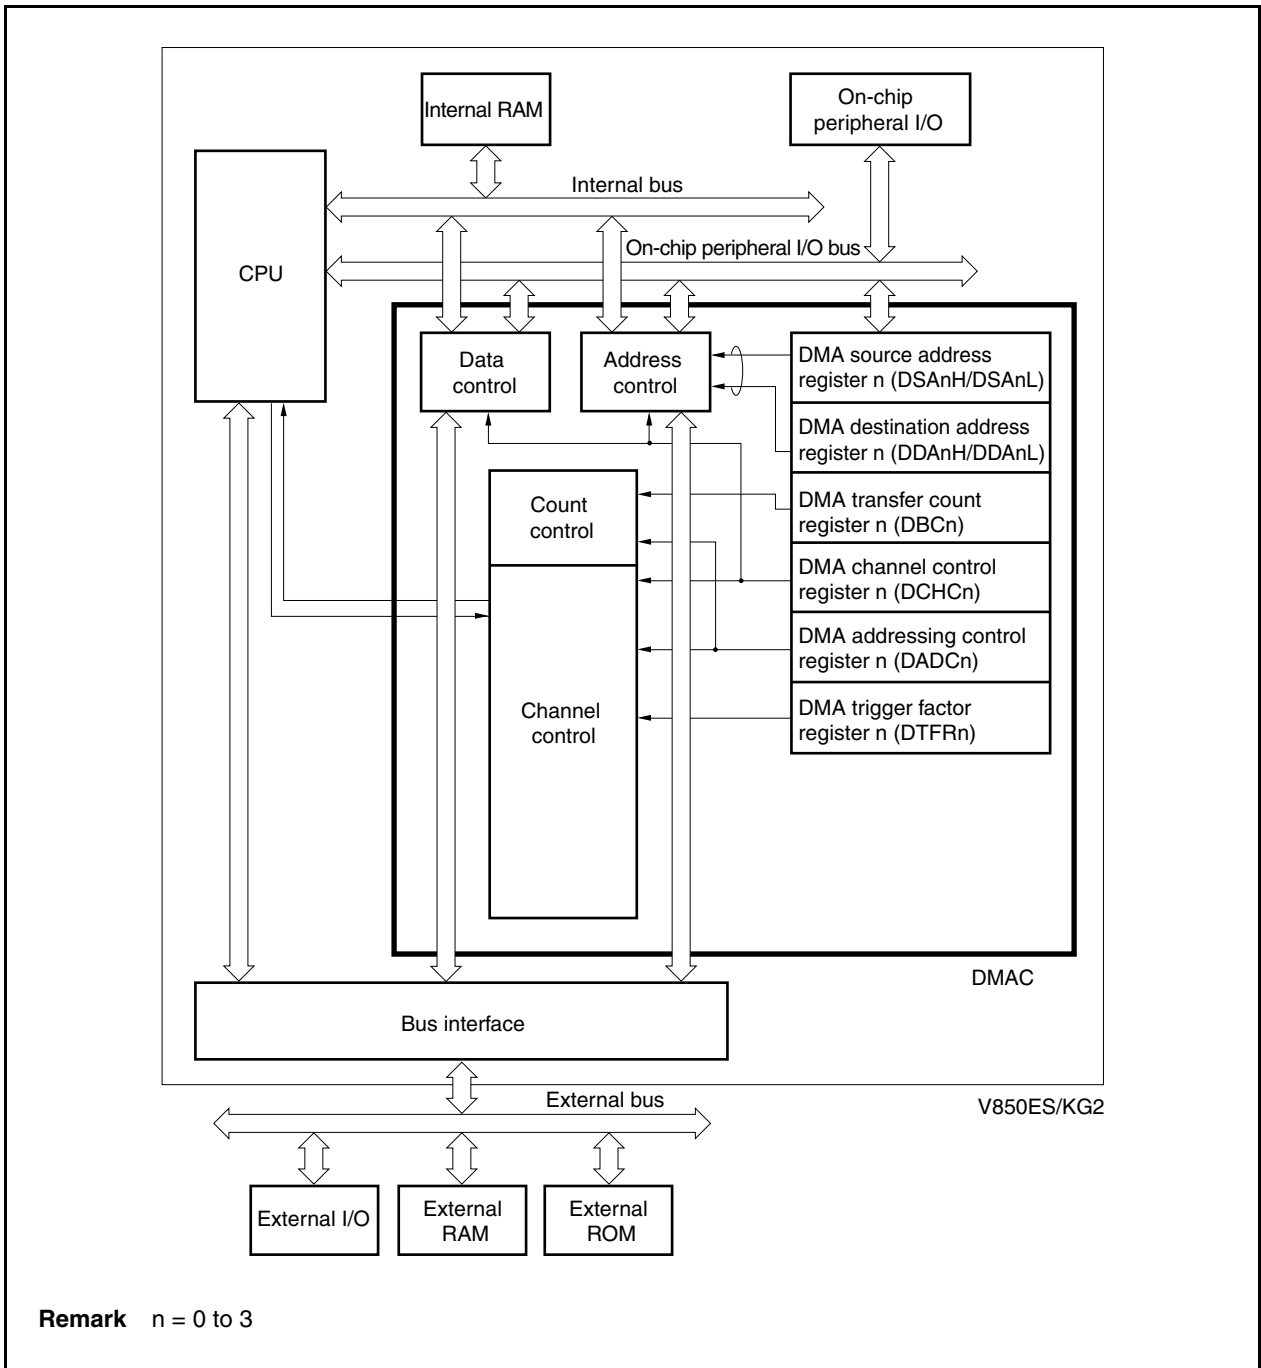 Internal RAM
On-chip
peripheral I/O
Internal bus
On-chip peripheral I/O bus
CPU
Data
control
Address
control
DMA source address
register n (DSAnH/DSAnL)
DMA destination address
register n (DDAnH/DDAnL)
Count
control
DMA transfer count
register n (DBCn)
DMA channel control
register n (DCHCn)
DMA addressing control
register n (DADCn)
Channel
control
DMA trigger factor
register n (DTFRn)
DMAC
Bus interface
External bus
V850ES/KG2
External I/O
External
RAM
External
ROM
Remark n = 0 to 3